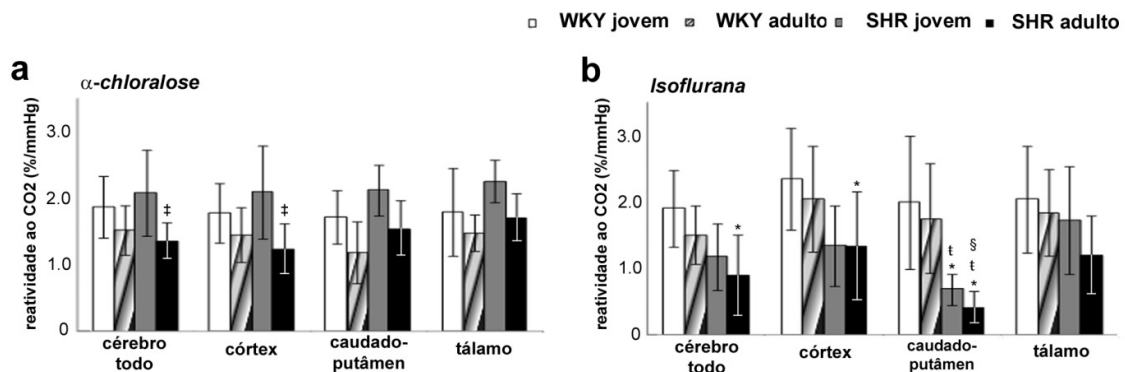 WKY jovem WKY adulto SHR jovem SHR adulto
a
α-chloralose
reatividade ao CO2 (%/mmHg)
3.0
2.0
1.0
0
‡
‡
cérebro todo
córtex
caudado-putâmen
tálamo
b
Isoflurana
reatividade ao CO2 (%/mmHg)
3.0
2.0
1.0
0
*
*
ŧ
*
§
ŧ
*
cérebro
todo
córtex
caudado-
putâmen
tálamo